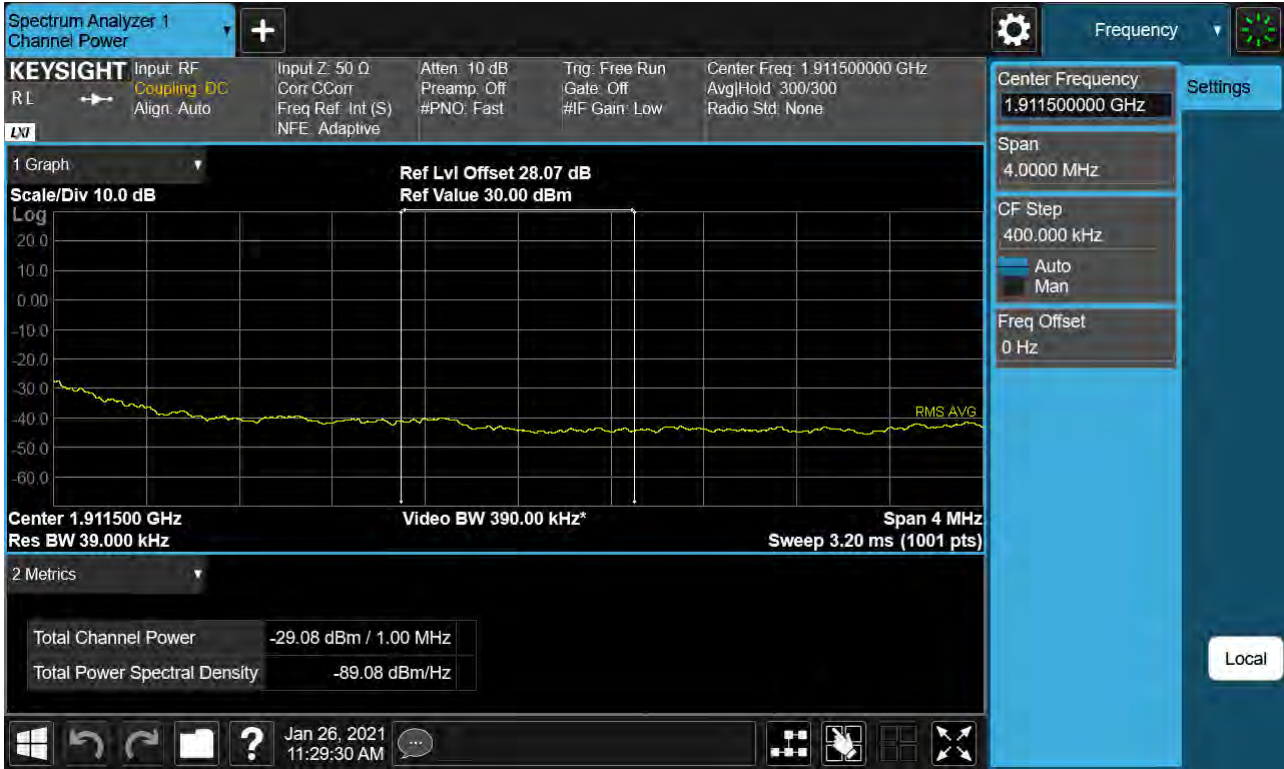 Spectrum Analyzer 1
Channel Power
+
Frequency
KEYSIGHT
R L
LXI
Input: RF
Coupling: DC
Align: Auto
Input Z: 50 Ω
Corr CCorr
Freq Ref: Int (S)
NFE: Adaptive
Atten: 10 dB
Preamp: Off
#PNO: Fast
Trig: Free Run
Gate: Off
#IF Gain: Low
Center Freq: 1.911500000 GHz
Avg|Hold: 300/300
Radio Std: None
1 Graph
Scale/Div 10.0 dB
Ref Lvl Offset 28.07 dB
Ref Value 30.00 dBm
Log
20.0
10.0
0.00
-10.0
-20.0
-30.0
-40.0
-50.0
-60.0
RMS AVG
Center 1.911500 GHz
Video BW 390.00 kHz*
Span 4 MHz
Res BW 39.000 kHz
Sweep 3.20 ms (1001 pts)
2 Metrics
Total Channel Power -29.08 dBm / 1.00 MHz
Total Power Spectral Density -89.08 dBm/Hz
Center Frequency
1.911500000 GHz
Span
4.0000 MHz
CF Step
400.000 kHz
Auto
Man
Freq Offset
0 Hz
Settings
Local
?
Jan 26, 2021
11:29:30 AM